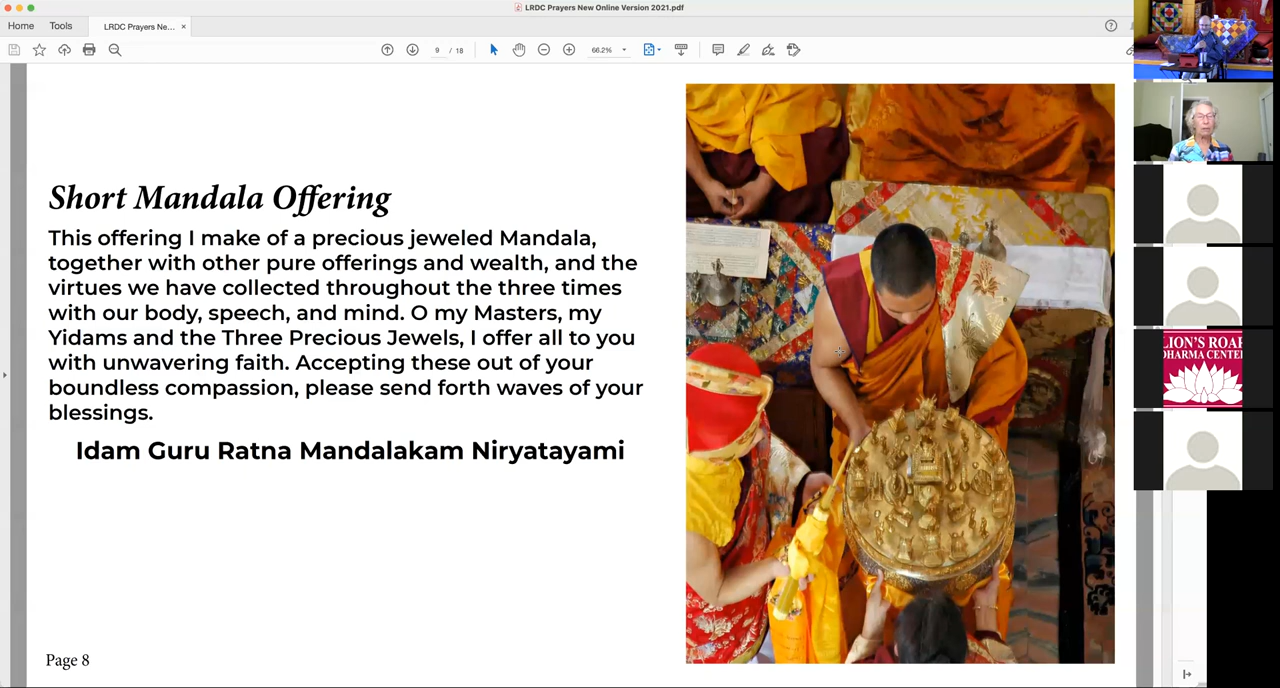 LRDC Prayers New Online Version 2021.pdf
Home
Tools
LRDC Prayers Ne...
×
9 / 18
66.2%
Short Mandala Offering
This offering I make of a precious jeweled Mandala,
together with other pure offerings and wealth, and the
virtues we have collected throughout the three times
with our body, speech, and mind. O my Masters, my
Yidams and the Three Precious Jewels, I offer all to you
with unwavering faith. Accepting these out of your
boundless compassion, please send forth waves of your
blessings.
Idam Guru Ratna Mandalakam Niryatayami
Page 8
LION'S ROAR
DHARMA CENTER